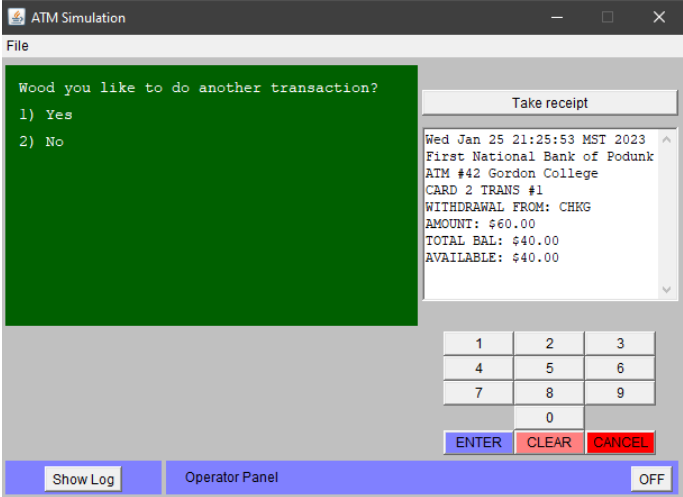 ATM Simulation
File
Wood you like to do another transaction?
1) Yes
2) No
Take receipt
Wed Jan 25 21:25:53 MST 2023
First National Bank of Podunk
ATM #42 Gordon College
CARD 2 TRANS #1
WITHDRAWAL FROM: CHKG
AMOUNT: $60.00
TOTAL BAL: $40.00
AVAILABLE: $40.00
1 2 3
4 5 6
7 8 9
0
ENTER CLEAR CANCEL
Show Log Operator Panel OFF